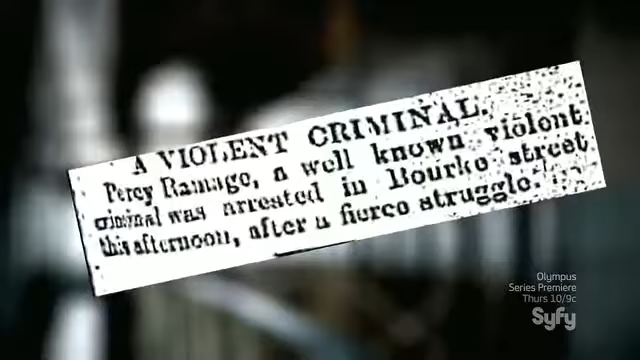 A VIOLENT CRIMINAL.
Percy Ramage, a well known violent
criminal was arrested in Bourke street
this afternoon, after a fierce struggle.
Olympus
Series Premiere
Thurs 10/9c
Syfy